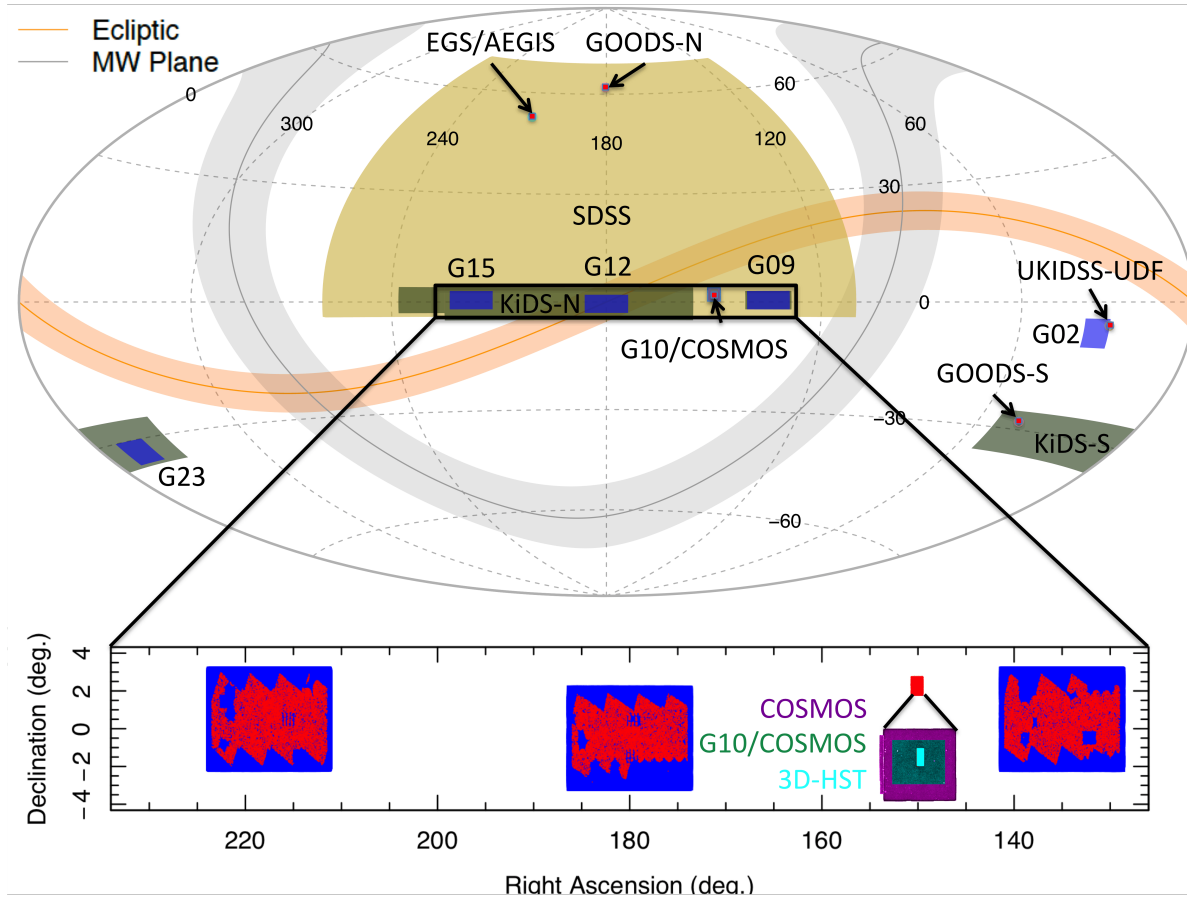 Ecliptic
MW Plane
EGS/AEGIS
GOODS-N
0
300
240
180
120
60
60
30
SDSS
G15
G12
G09
UKIDSS-UDF
KiDS-N
0
G02
G10/COSMOS
GOODS-S
−30
KiDS-S
G23
−60
Declination (deg.)
4
2
0
−2
−4
COSMOS
G10/COSMOS
3D-HST
220
200
180
160
140
Right Ascension (deg.)